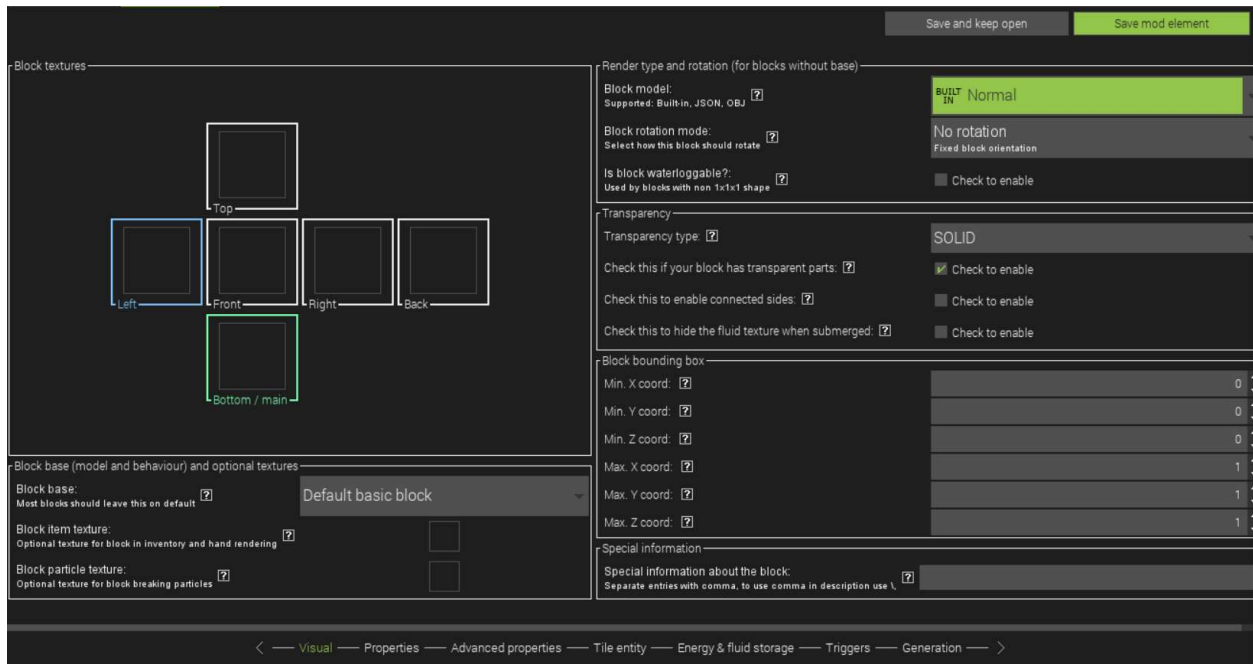 Save and keep open
Save mod element
Block textures
Top
Left
Front
Right
Back
Bottom / main
Block base (model and behaviour) and optional textures
Block base:
Most blocks should leave this on default
?
Default basic block
Block item texture:
Optional texture for block in inventory and hand rendering
?
Block particle texture:
Optional texture for block breaking particles
?
Render type and rotation (for blocks without base)
Block model:
Supported: Built-in, JSON, OBJ
?
BUILT IN Normal
Block rotation mode:
Select how this block should rotate
?
No rotation
Fixed block orientation
Is block waterloggable?:
Used by blocks with non 1x1x1 shape
?
Check to enable
Transparency
Transparency type: ?
SOLID
Check this if your block has transparent parts: ?
Check to enable
Check this to enable connected sides: ?
Check to enable
Check this to hide the fluid texture when submerged: ?
Check to enable
Block bounding box
Min. X coord: ? 0
Min. Y coord: ? 0
Min. Z coord: ? 0
Max. X coord: ? 1
Max. Y coord: ? 1
Max. Z coord: ? 1
Special information
Special information about the block:
Separate entries with comma, to use comma in description use \,
?
Visual Properties Advanced properties Tile entity Energy & fluid storage Triggers Generation